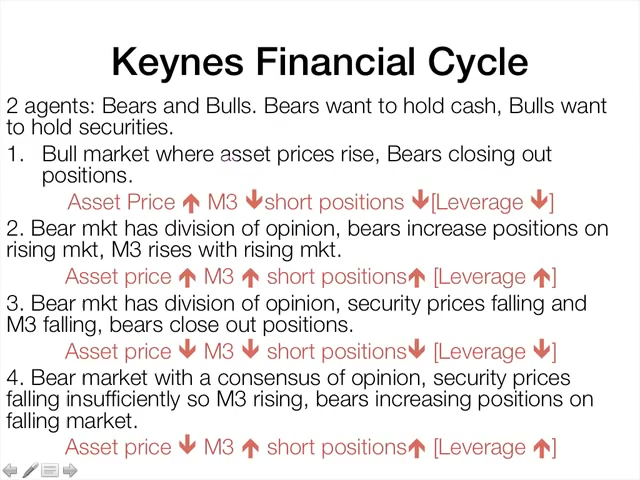 Keynes Financial Cycle
2 agents: Bears and Bulls. Bears want to hold cash, Bulls want
to hold securities.
1. Bull market where asset prices rise, Bears closing out
positions.
Asset Price 🡅 M3 🡇short positions 🡇[Leverage 🡇]
2. Bear mkt has division of opinion, bears increase positions on
rising mkt, M3 rises with rising mkt.
Asset price 🡅 M3 🡅 short positions🡅 [Leverage 🡅]
3. Bear mkt has division of opinion, security prices falling and
M3 falling, bears close out positions.
Asset price 🡇 M3 🡇 short positions🡇 [Leverage 🡇]
4. Bear market with a consensus of opinion, security prices
falling insufficiently so M3 rising, bears increasing positions on
falling market.
Asset price 🡇 M3 🡅 short positions🡅 [Leverage 🡅]